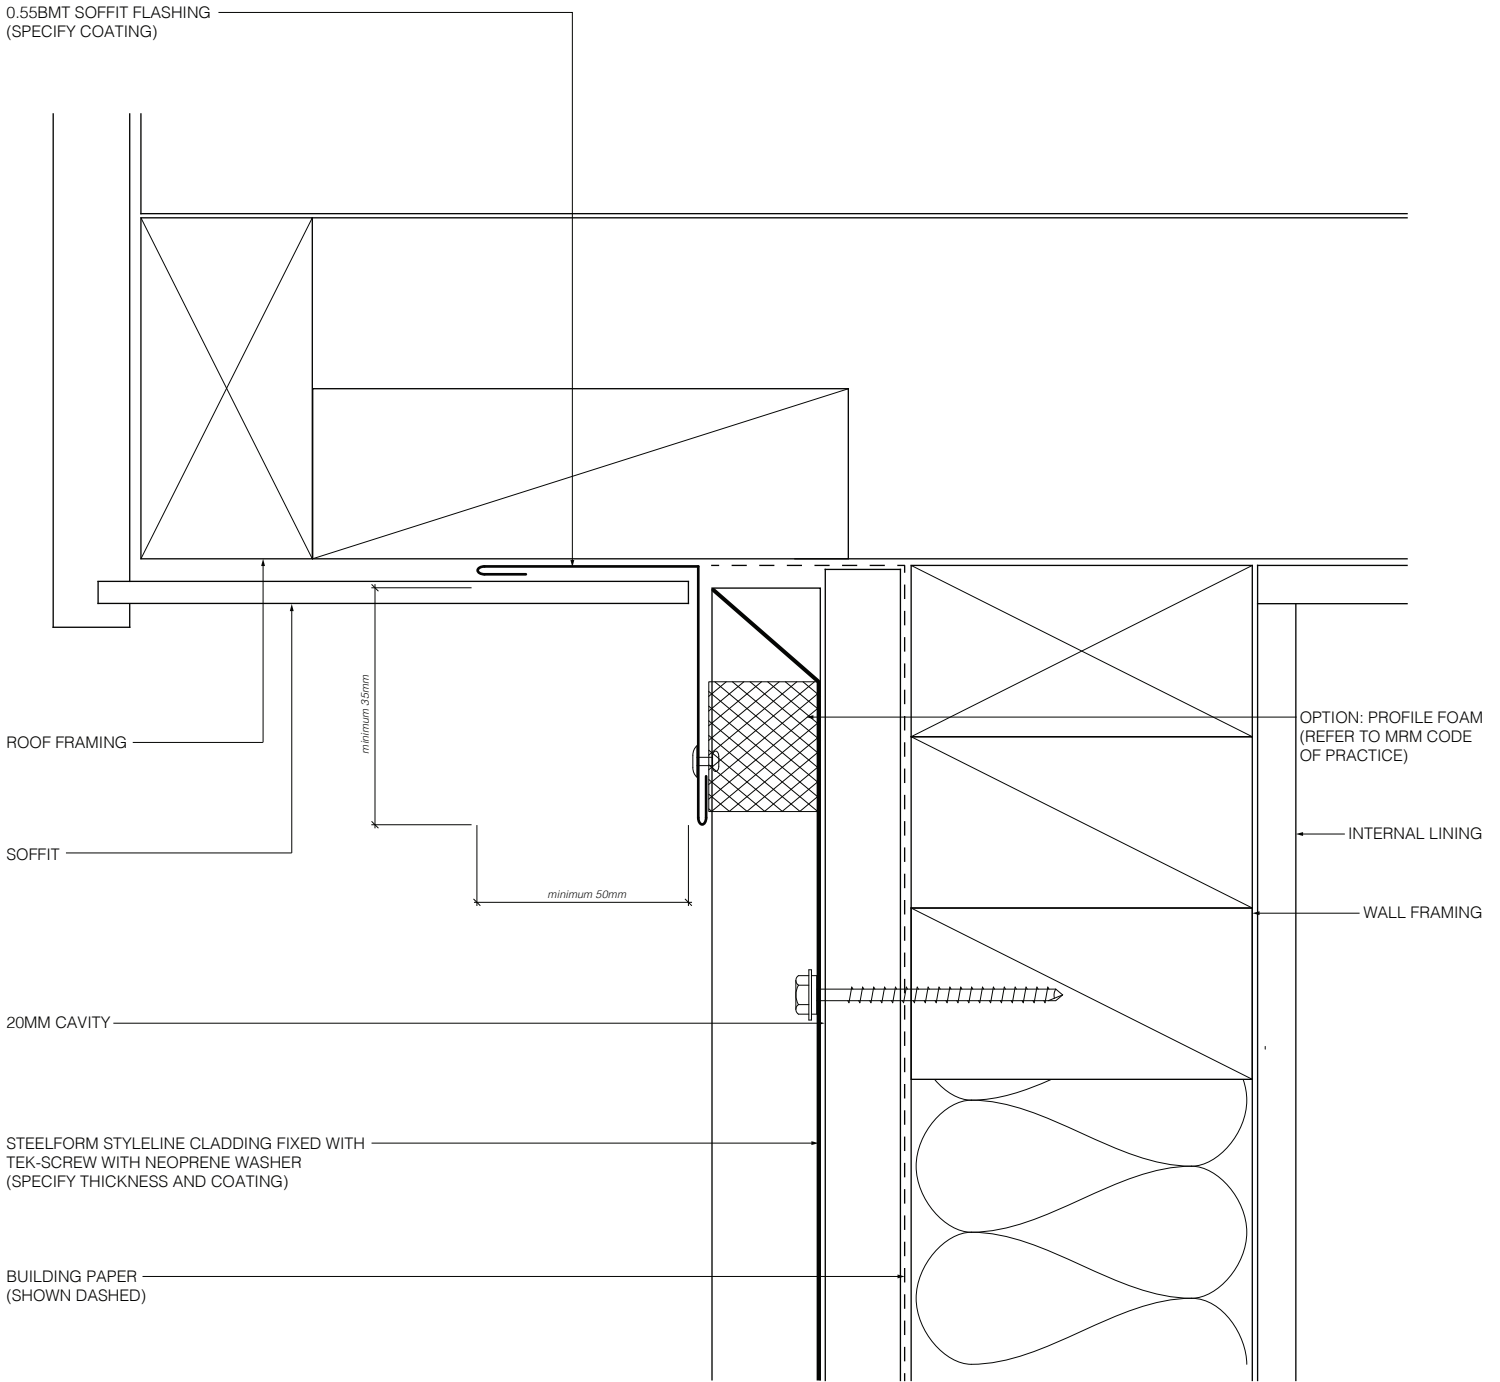 0.55BMT SOFFIT FLASHING
(SPECIFY COATING)
minimum 35mm
OPTION: PROFILE FOAM
(REFER TO MRM CODE
OF PRACTICE)
ROOF FRAMING
INTERNAL LINING
SOFFIT
minimum 50mm
WALL FRAMING
20MM CAVITY
STEELFORM STYLELINE CLADDING FIXED WITH
TEK-SCREW WITH NEOPRENE WASHER
(SPECIFY THICKNESS AND COATING)
BUILDING PAPER
(SHOWN DASHED)